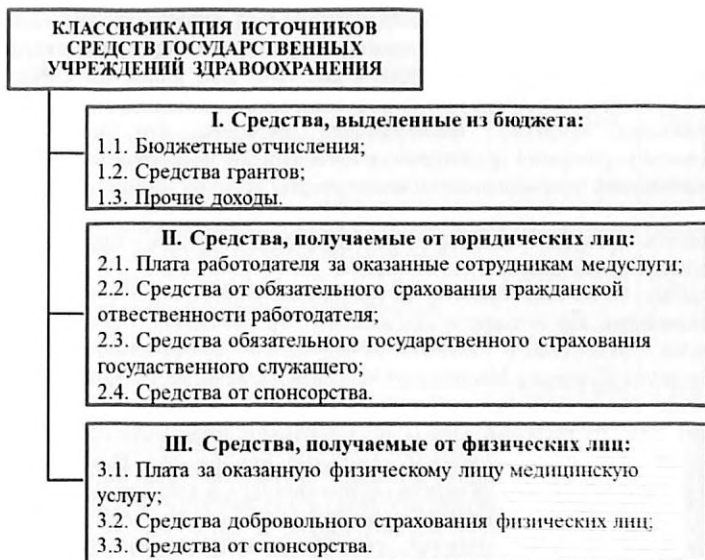 КЛАССИФИКАЦИЯ ИСТОЧНИКОВ
СРЕДСТВ ГОСУДАРСТВЕННЫХ
УЧРЕЖДЕНИЙ ЗДРАВООХРАНЕНИЯ
I. Средства, выделенные из бюджета:
1.1. Бюджетные отчисления;
1.2. Средства грантов;
1.3. Прочие доходы.
II. Средства, получаемые от юридических лиц:
2.1. Плата работодателя за оказанные сотрудникам медуслуги;
2.2. Средства от обязательного срахования гражданской
отвественности работодателя;
2.3. Средства обязательного государственного страхования
госудаственного служащего;
2.4. Средства от спонсорства.
III. Средства, получаемые от физических лиц:
3.1. Плата за оказанную физическому лицу медицинскую
услугу;
3.2. Средства добровольного страхования физических лиц;
3.3. Средства от спонсорства.